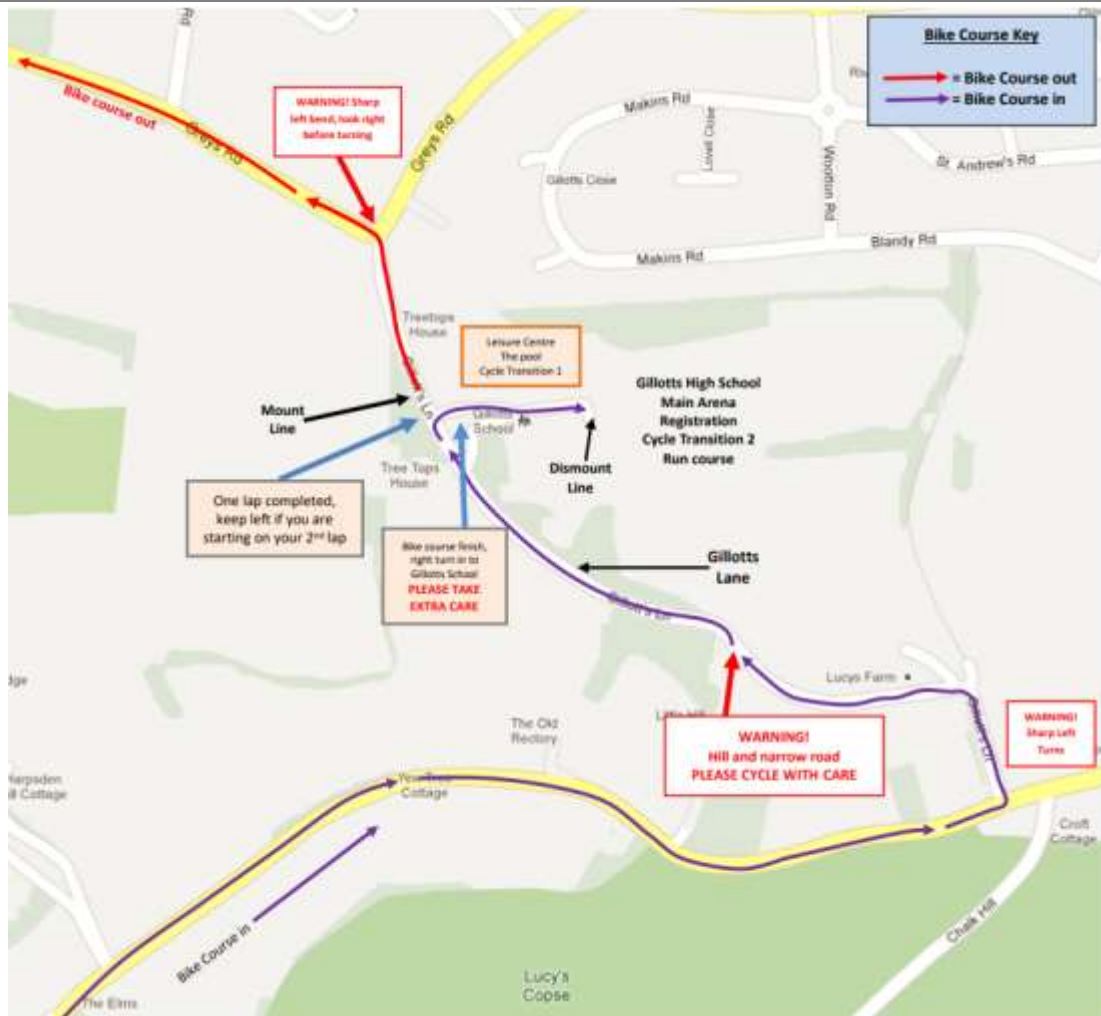 Bike Course Key
= Bike Course out
= Bike Course in
Bike course out
Greys Rd
WARNING! Sharp
left bend, look right
before turning
Greys Rd
Makins Rd
Lovell Close
Gillotts Close
Wootton Rd
St Andrew's Rd
Makins Rd
Blandy Rd
Treetops
House
Leisure Centre
The pool
Cycle Transition 1
Mount
Line
Gillotts
School
Gillotts High School
Main Arena
Registration
Cycle Transition 2
Run course
Tree Tops
House
Dismount
Line
One lap completed,
keep left if you are
starting on your 2nd lap
Bike course finish,
right turn in to
Gillotts School
PLEASE TAKE
EXTRA CARE
Gillotts
Lane
Gillott's Ln
Lucys Farm
WARNING!
Sharp Left
Turns
The Old
Rectory
WARNING!
Hill and narrow road
PLEASE CYCLE WITH CARE
Cottage
Croft
Cottage
Bike Course in
Chalk Hill
The Elms
Lucy's
Copse